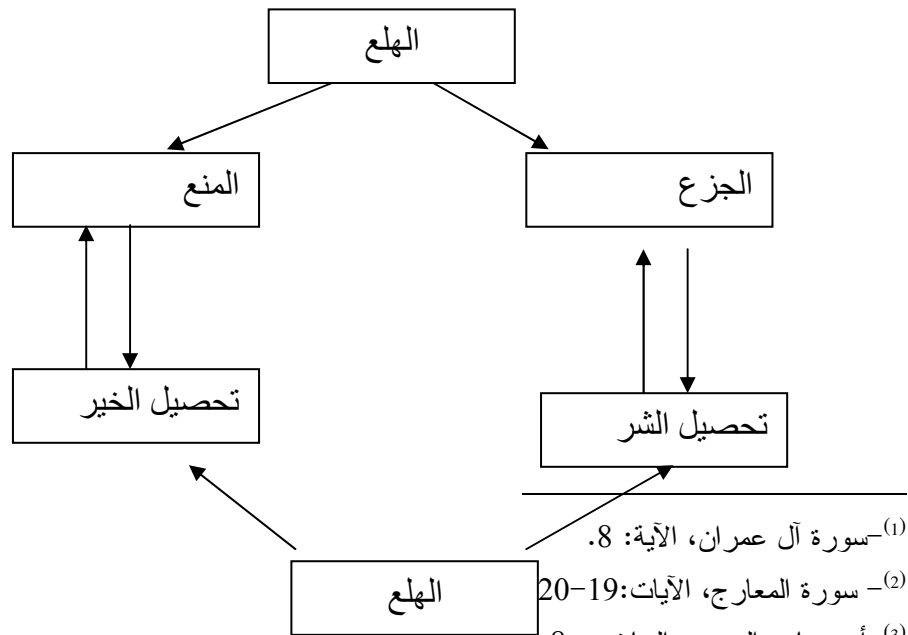 الهلع
الجزع
المنع
تحصيل الخير
تحصيل الشر
(1)–سورة آل عمران، الآية: 8.
(2)– سورة المعارج، الآيات:19-20
الهلع
(3)